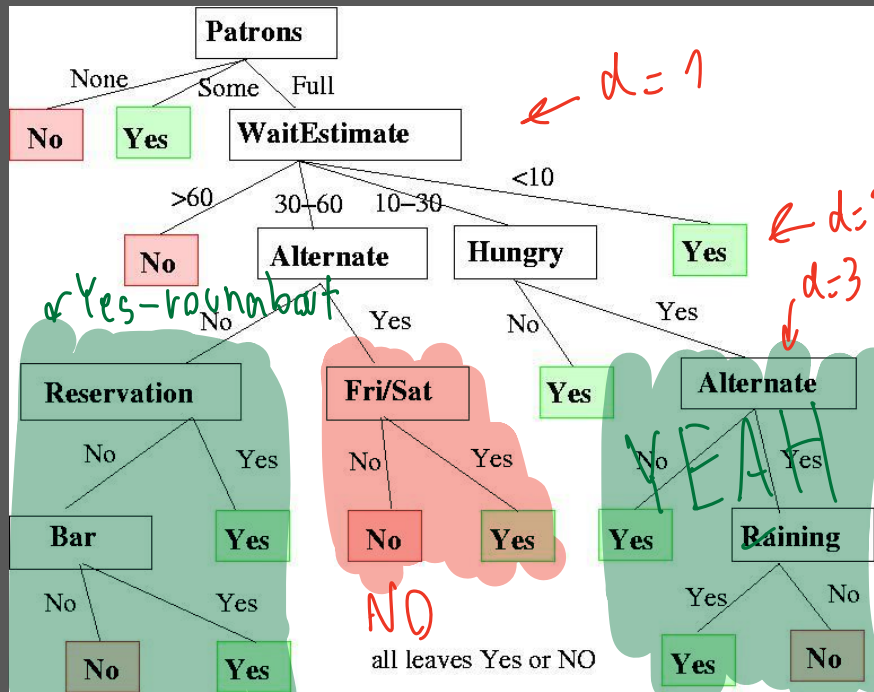 Patrons
None Some Full
d = 1
No Yes WaitEstimate
>60 30–60 10–30 <10
d=
No Alternate Hungry Yes
d=3
Yes-rounabout
No Yes No Yes
Reservation Fri/Sat Yes Alternate
YEAH
No Yes No Yes No Yes
Bar Yes No Yes Yes Raining
No Yes Yes No
NO
all leaves Yes or NO
No Yes Yes No